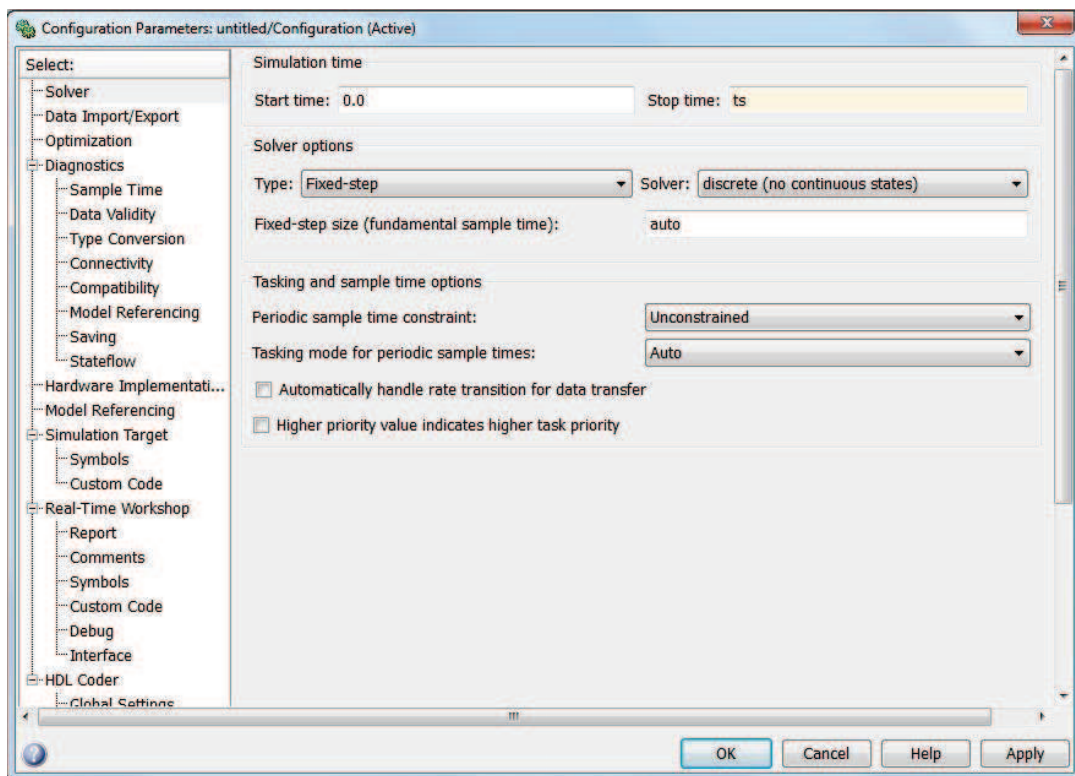 Configuration Parameters: untitled/Configuration (Active)
Select:
Solver
Data Import/Export
Optimization
Diagnostics
Sample Time
Data Validity
Type Conversion
Connectivity
Compatibility
Model Referencing
Saving
Stateflow
Hardware Implementati...
Model Referencing
Simulation Target
Symbols
Custom Code
Real-Time Workshop
Report
Comments
Symbols
Custom Code
Debug
Interface
HDL Coder
Global Settings
Simulation time
Start time: 0.0 Stop time: ts
Solver options
Type: Fixed-step Solver: discrete (no continuous states)
Fixed-step size (fundamental sample time): auto
Tasking and sample time options
Periodic sample time constraint: Unconstrained
Tasking mode for periodic sample times: Auto
Automatically handle rate transition for data transfer
Higher priority value indicates higher task priority
OK Cancel Help Apply